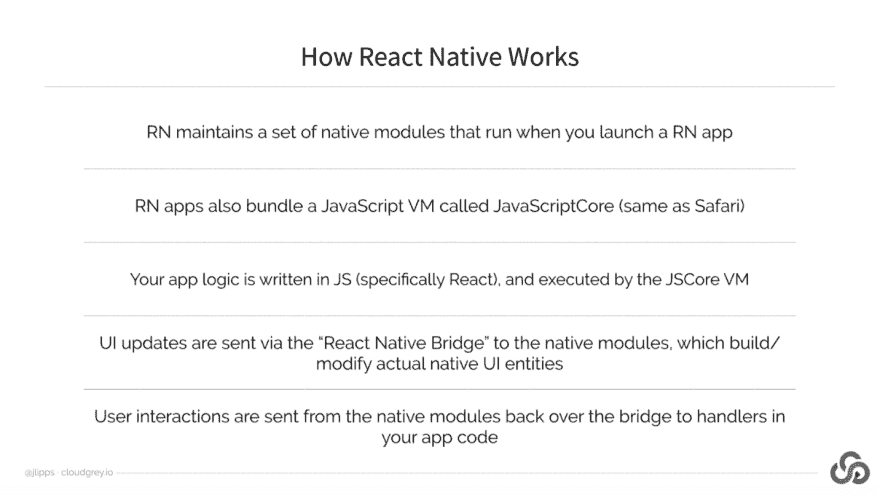 How React Native Works
RN maintains a set of native modules that run when you launch a RN app
RN apps also bundle a JavaScript VM called JavaScriptCore (same as Safari)
Your app logic is written in JS (specifically React), and executed by the JSCore VM
UI updates are sent via the “React Native Bridge” to the native modules, which build/
modify actual native UI entities
User interactions are sent from the native modules back over the bridge to handlers in
your app code
@jlipps · cloudgrey.io